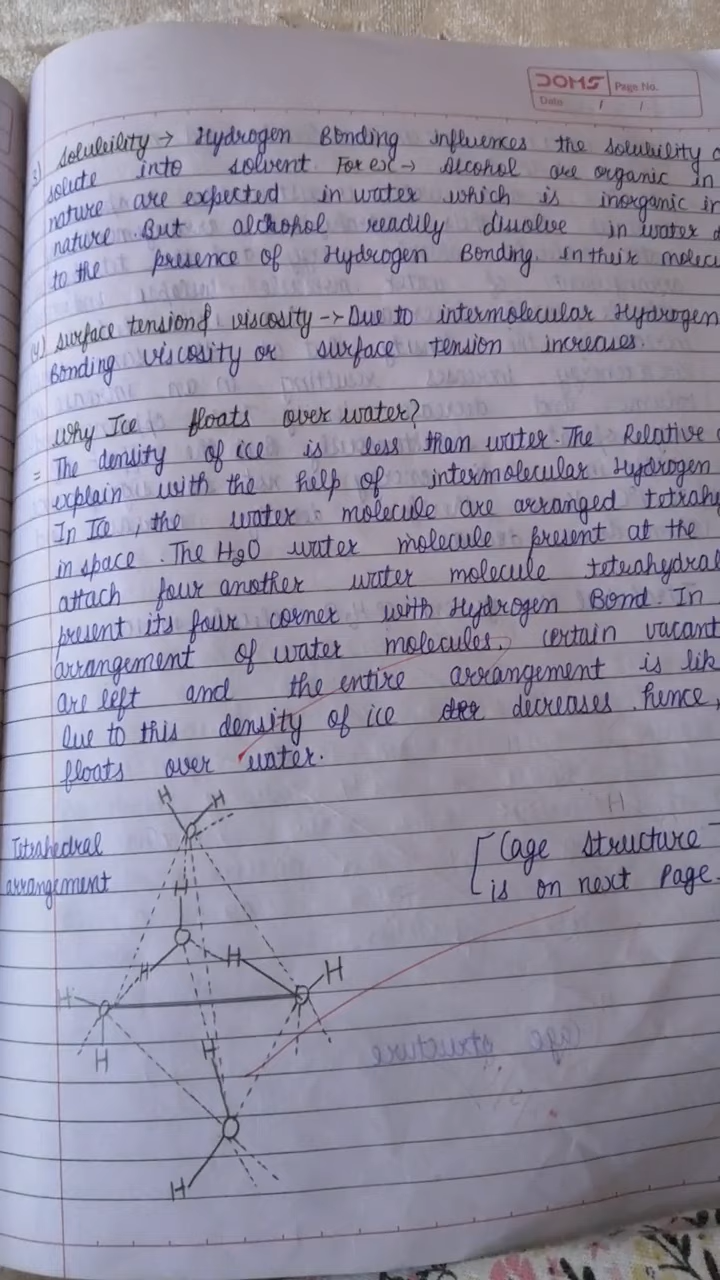 DOMS Page No.
Date / /
3) Solubility → Hydrogen Bonding influences the solubility
solute into solvent. For ex → Alcohol are organic in
nature are expected in water which is inorganic in
nature. But alchohol readily dissolve in water
to the presence of Hydrogen Bonding. in their molecu
(4) surface tension & viscosity → Due to intermolecular Hydrogen
Bonding viscosity or surface tension increases.
Why Ice floats over water?
= The density of ice is less than water. The Relative
explain with the help of intermolecular Hydrogen
In Ice, the water molecule are arranged tetrahy
in space. The H2O water molecule present at the
attach four another water molecule tetrahydral
present its four corner with Hydrogen Bond. In
arrangement of water molecules, certain vacant
are left and the entire arrangement is lik
Due to this density of ice decreases hence,
floats over water.
H H
O
Tetrahedral
arrangement
[Cage structure
is on next Page
H
O
H H
H H
O O
H H
O
H
Cage structure